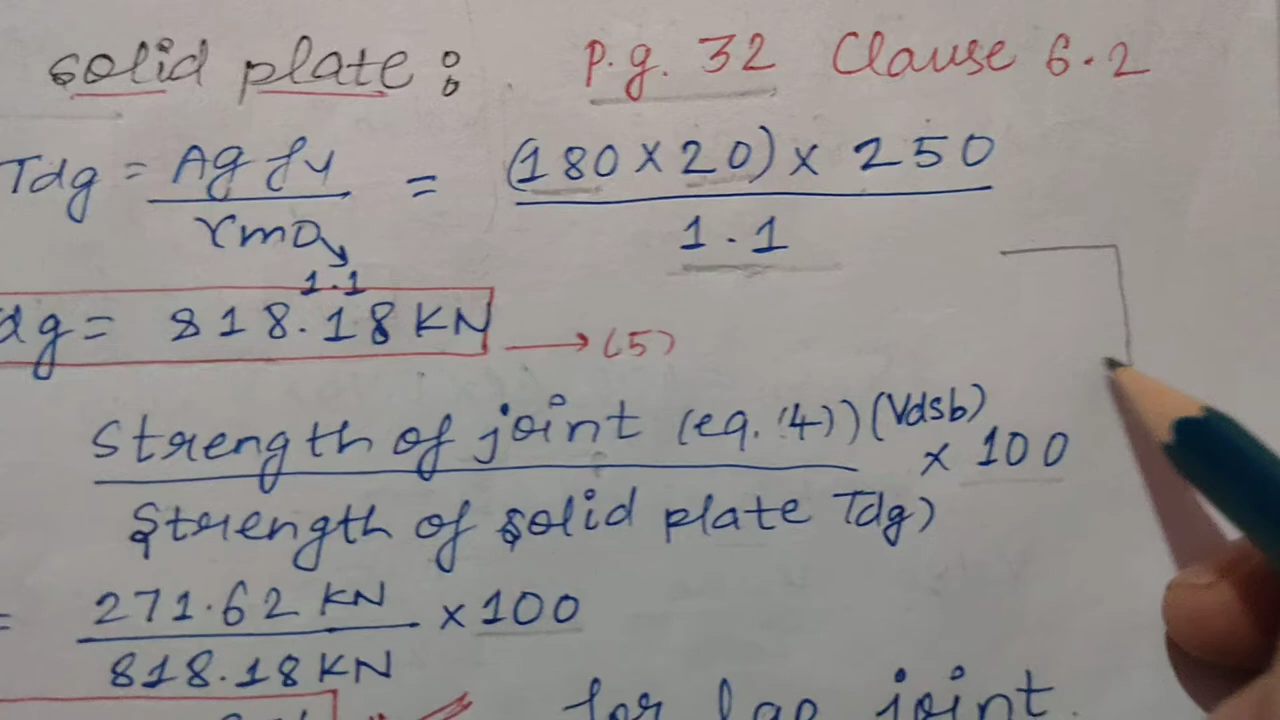 solid plate : P.g. 32 Clause 6.2
Tdg = Ag fy / γm0 = (180 × 20) × 250 / 1.1
1.1
dg = 818.18 KN → (5)
Strength of joint (eq. (4)) (Vdsb) × 100
Strength of solid plate Tdg)
= 271.62 KN × 100
818.18 KN
for lap joint.